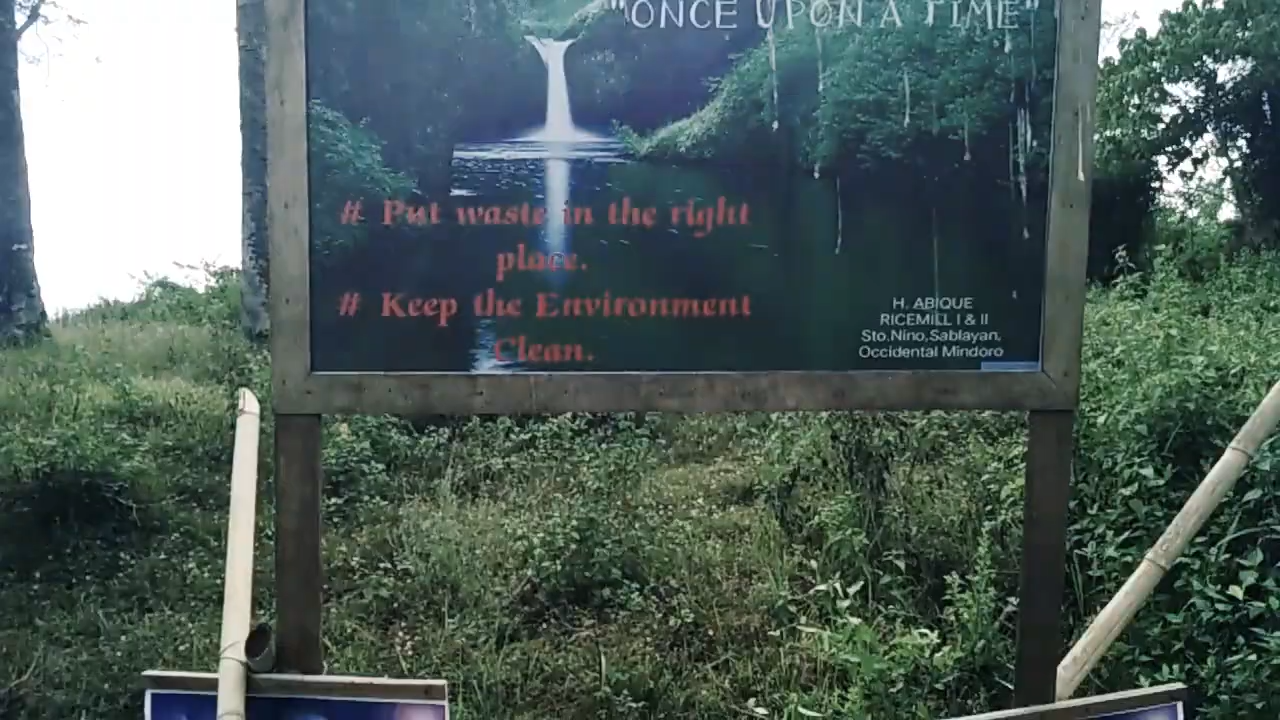 "ONCE UPON A TIME"
# Put waste in the right
place.
# Keep the Environment
Clean.
H. ABIQUE
RICEMILL I & II
Sto.Nino,Sablayan,
Occidental Mindoro